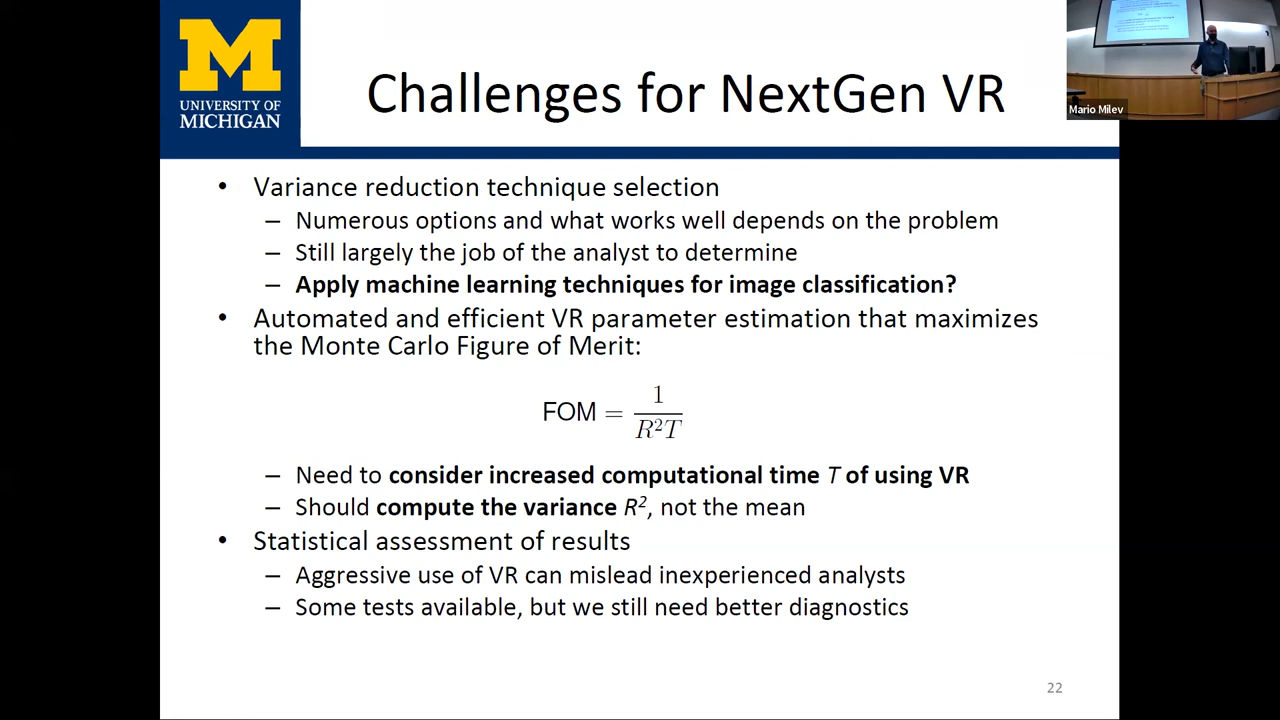 UNIVERSITY OF
MICHIGAN
Challenges for NextGen VR
Mario Milev
• Variance reduction technique selection
– Numerous options and what works well depends on the problem
– Still largely the job of the analyst to determine
– Apply machine learning techniques for image classification?
• Automated and efficient VR parameter estimation that maximizes
the Monte Carlo Figure of Merit:
FOM = 1 / R²T
– Need to consider increased computational time T of using VR
– Should compute the variance R², not the mean
• Statistical assessment of results
– Aggressive use of VR can mislead inexperienced analysts
– Some tests available, but we still need better diagnostics
22